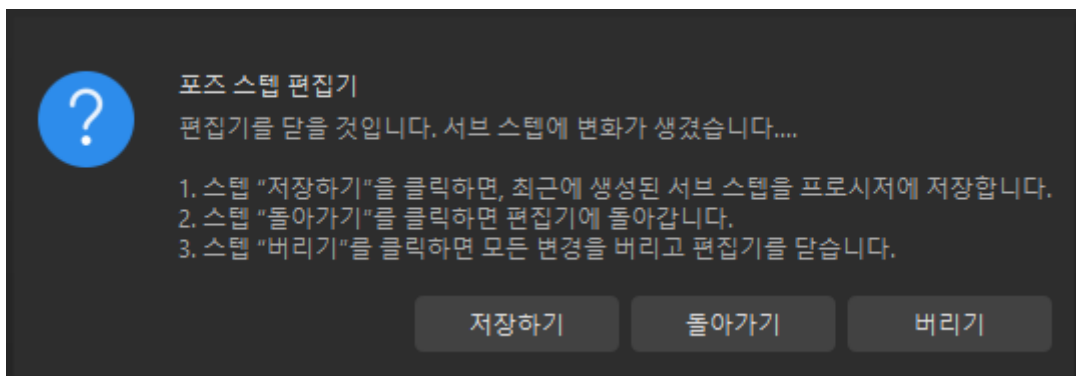 포즈 스텝 편집기
편집기를 닫을 것입니다. 서브 스텝에 변화가 생겼습니다....
1. 스텝 "저장하기"을 클릭하면, 최근에 생성된 서브 스텝을 프로시저에 저장합니다.
2. 스텝 "돌아가기"를 클릭하면 편집기에 돌아갑니다.
3. 스텝 "버리기"를 클릭하면 모든 변경을 버리고 편집기를 닫습니다.
저장하기 돌아가기 버리기